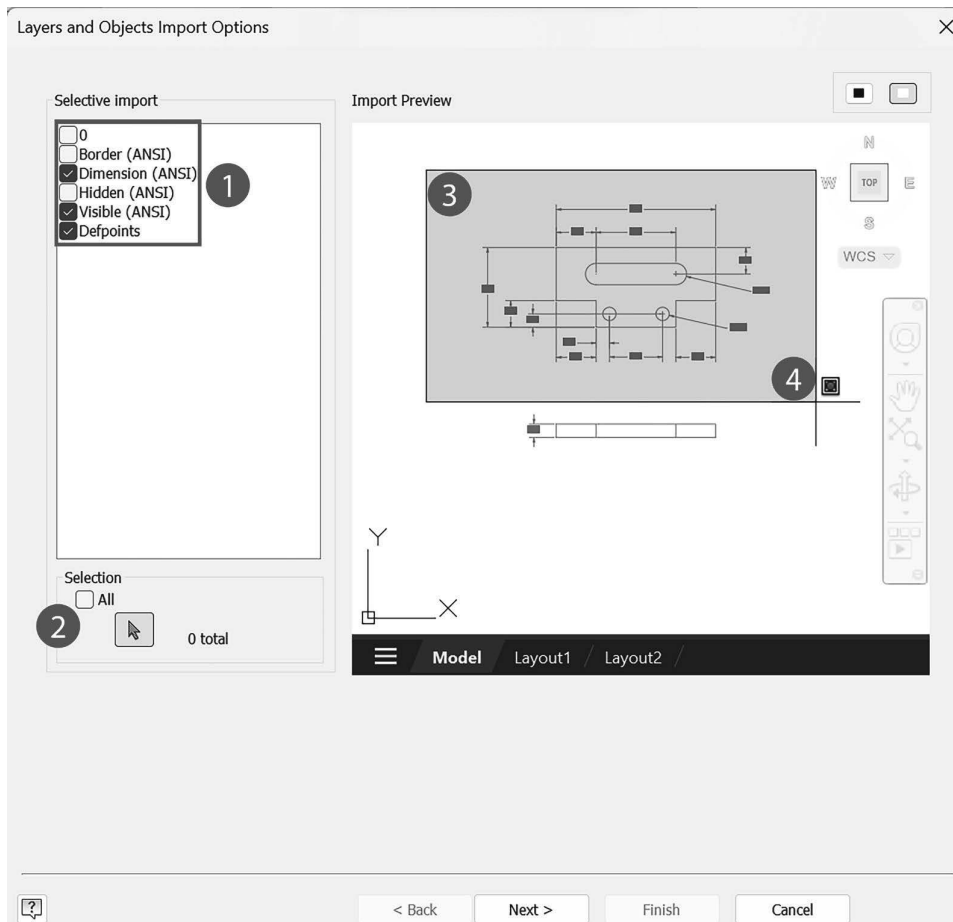 Layers and Objects Import Options
Selective import
Import Preview
0
Border (ANSI)
Dimension (ANSI)
Hidden (ANSI)
Visible (ANSI)
Defpoints
1
3
N
W
TOP
E
S
WCS
4
Selection
All
2
0 total
Y
X
Model
Layout1
Layout2
?
< Back
Next >
Finish
Cancel